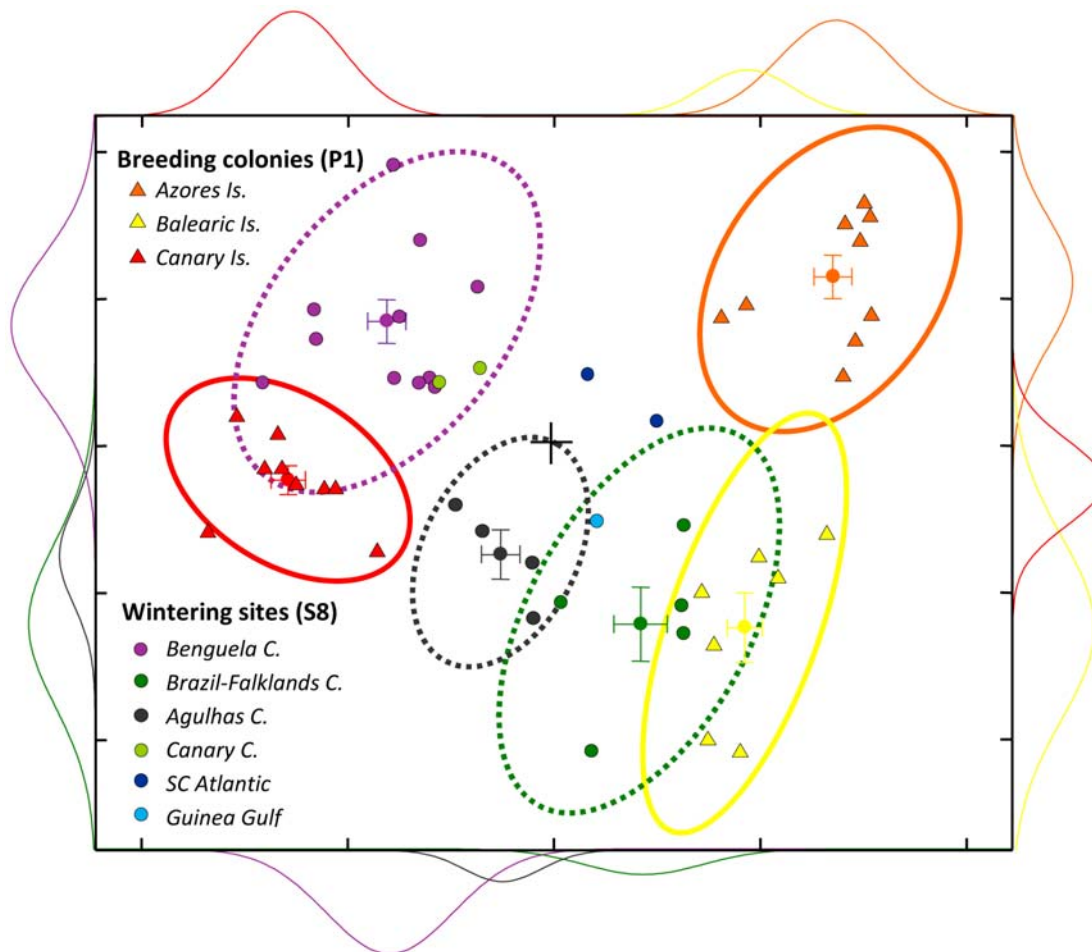 Breeding colonies (P1)
Azores Is.
Balearic Is.
Canary Is.
Wintering sites (S8)
Benguela C.
Brazil-Falklands C.
Agulhas C.
Canary C.
SC Atlantic
Guinea Gulf